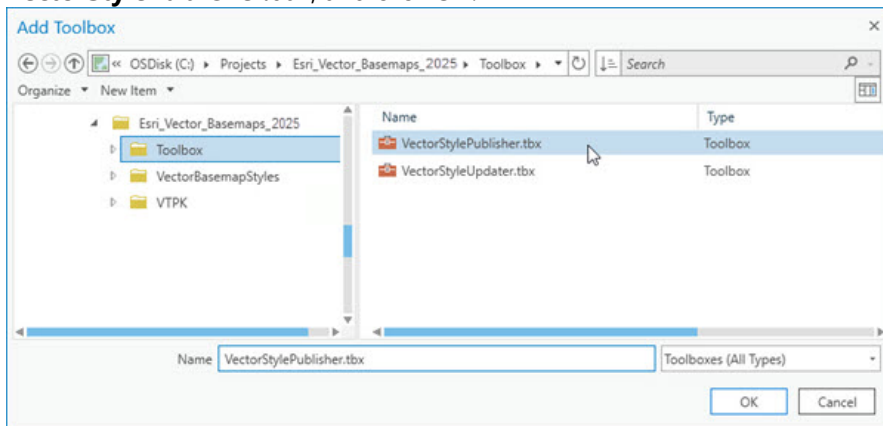 Add Toolbox
« OSDisk (C:) Projects Esri_Vector_Basemaps_2025 Toolbox Search
Organize New Item
Esri_Vector_Basemaps_2025
Toolbox
VectorBasemapStyles
VTPK
Name Type
VectorStylePublisher.tbx Toolbox
VectorStyleUpdater.tbx Toolbox
Name VectorStylePublisher.tbx Toolboxes (All Types)
OK Cancel